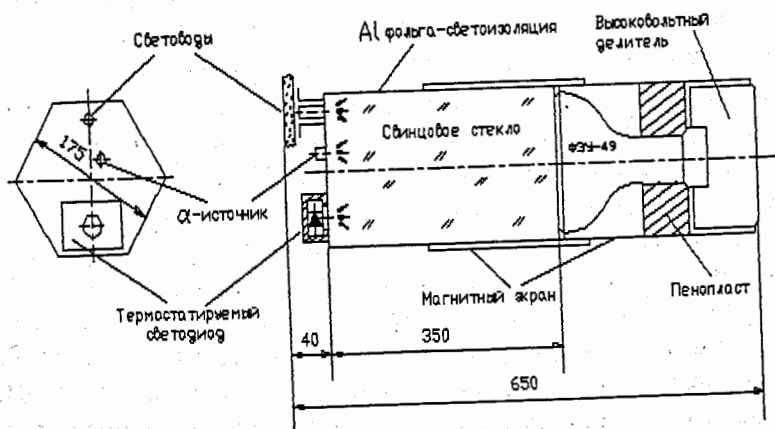 Световоды
Al фольга-светоизоляция
Высоковольтный
делитель
175
Свинцовое стекло
ФЭУ-49
α-источник
Термостатируемый
светодиод
Магнитный экран
Пенопласт
40
350
650